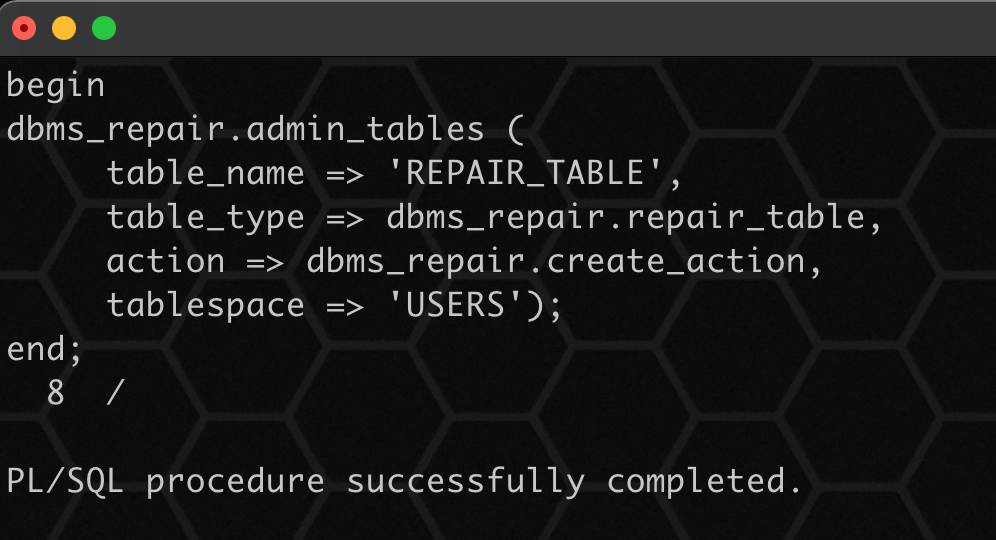 begin
dbms_repair.admin_tables (
     table_name => 'REPAIR_TABLE',
     table_type => dbms_repair.repair_table,
     action => dbms_repair.create_action,
     tablespace => 'USERS');
end;
  8  /

PL/SQL procedure successfully completed.